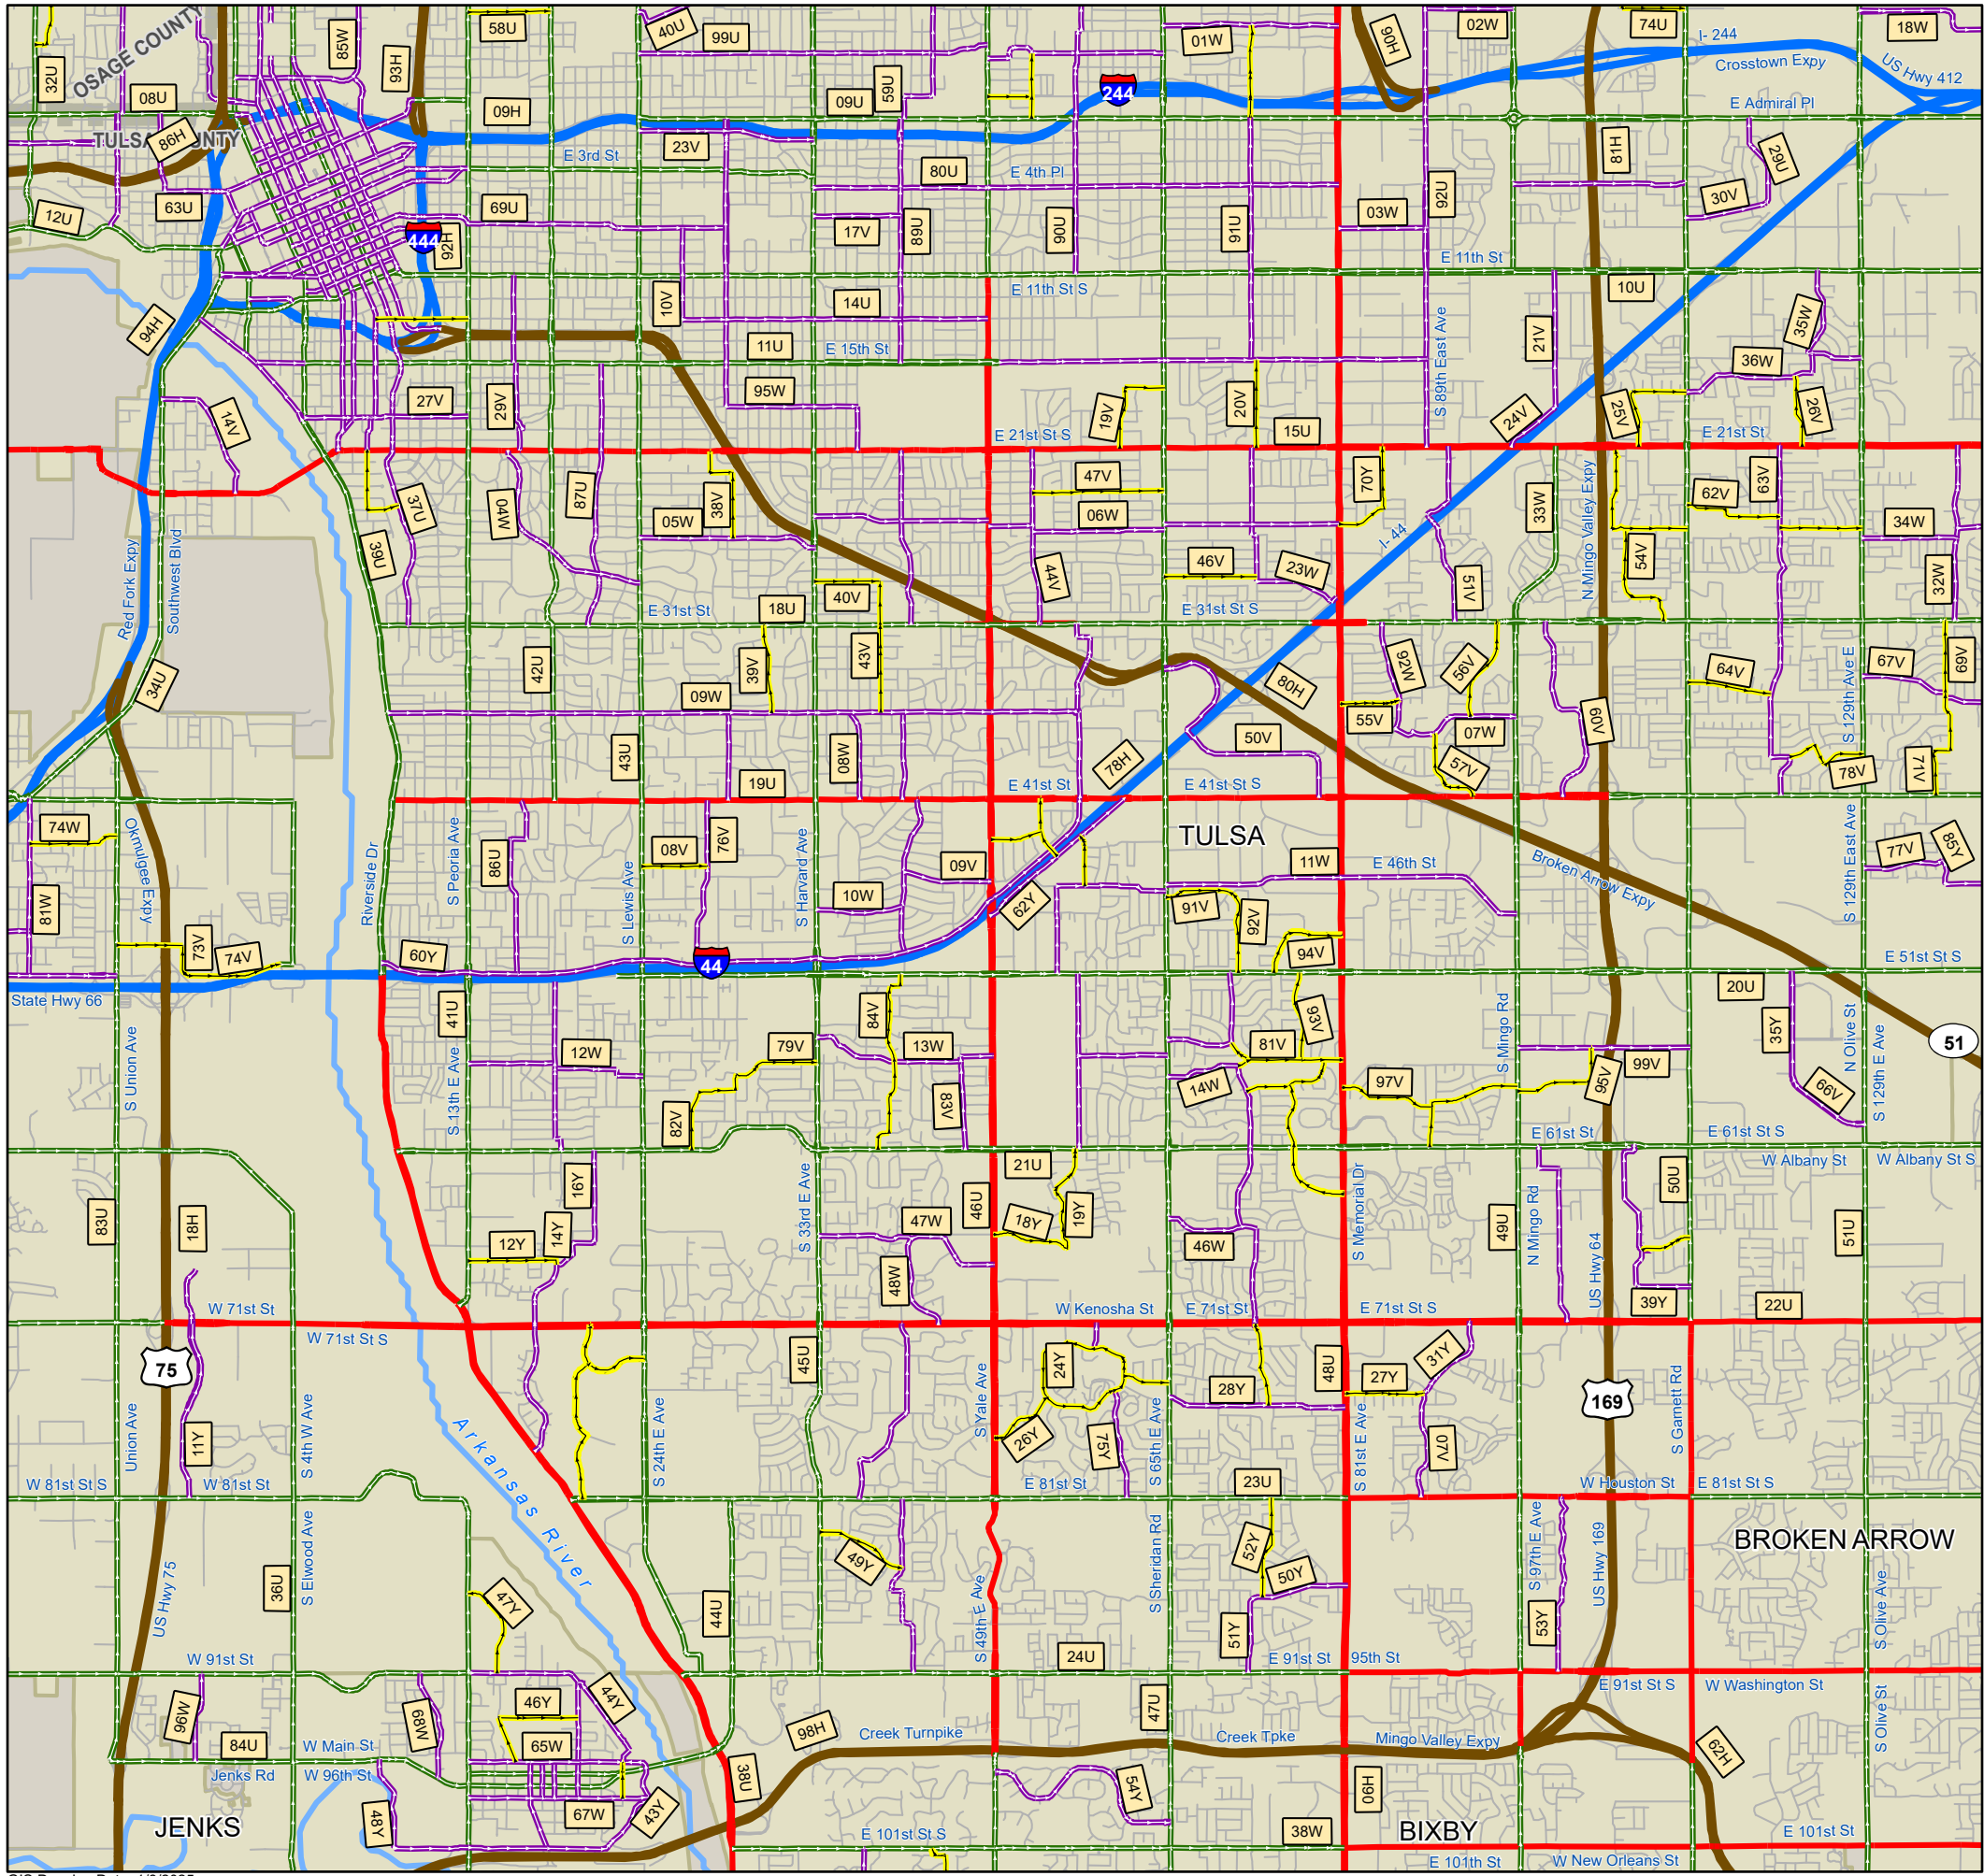 58U
40U
99U
02W
74U
18W
85W
93H
01W
90H
I- 244
Crosstown Expy
US Hwy 412
32U
OSAGE COUNTY
08U
09H
09U
59U
244
E Admiral Pl
86H
TULSA COUNTY
23V
E 3rd St
80U
E 4th Pl
81H
29U
30V
12U
63U
69U
92U
03W
17V
89U
90U
91U
444
92H
E 11th St
10V
14U
E 11th St S
10U
94H
11U
E 15th St
S 89th East Ave
21V
35W
36W
95W
27V
29V
14V
19V
20V
15U
24V
25V
26V
E 21st St S
E 21st St
47V
70Y
37U
04W
87U
38V
05W
06W
33W
N Mingo Valley Expy
62V
63V
34W
39U
I- 44
Red Fork Expy
Southwest Blvd
44V
46V
23W
51V
54V
32W
40V
18U
E 31st St
E 31st St S
34U
42U
39V
43V
09W
80H
92W
56V
64V
S 129th Ave E
67V
69V
55V
07W
60V
43U
08W
19U
50V
78H
57V
78V
71V
E 41st St
E 41st St S
74W
Okmulgee Expy
S Peoria Ave
86U
08V
76V
S Harvard Ave
09V
TULSA
11W
E 46th St
Broken Arrow Expy
S 129th East Ave
77V
85Y
81W
Riverside Dr
S Lewis Ave
10W
62Y
91V
92V
94V
73V
74V
60Y
44
E 51st St S
State Hwy 66
20U
41U
84V
93V
S Mingo Rd
35Y
N Olive St
51
S Union Ave
S 13th E Ave
12W
79V
13W
81V
99V
14W
97V
95V
66V
S 129th E Ave
82V
83V
E 61st St
E 61st St S
W Albany St
W Albany St S
21U
83U
18H
16Y
S 33rd E Ave
46U
47W
18Y
19Y
S Memorial Dr
49U
N Mingo Rd
50U
51U
12Y
14Y
48W
46W
US Hwy 64
39Y
22U
W 71st St
W 71st St S
W Kenosha St
E 71st St
E 71st St S
75
45U
24Y
48U
31Y
27Y
28Y
169
S Garnett Rd
Union Ave
11Y
S 4th W Ave
Arkansas River
S 24th E Ave
S Yale Ave
26Y
75Y
S 65th E Ave
S 81st E Ave
97V
W 81st St S
W 81st St
E 81st St
23U
W Houston St
E 81st St S
BROKEN ARROW
49Y
S Sheridan Rd
52Y
50Y
S 97th E Ave
US Hwy 169
S Elwood Ave
36U
US Hwy 75
47Y
44U
S 49th E Ave
51Y
53Y
S Olive Ave
24U
W 91st St
E 91st St
95th St
E 91st St S
W Washington St
96W
68W
46Y
44Y
47U
98H
Creek Turnpike
Creek Tpke
Mingo Valley Expy
62H
S Olive St
84U
W Main St
65W
Jenks Rd
W 96th St
38U
54Y
06H
JENKS
48Y
67W
43Y
E 101st St S
38W
BIXBY
E 101st St
E 101th St
W New Orleans St